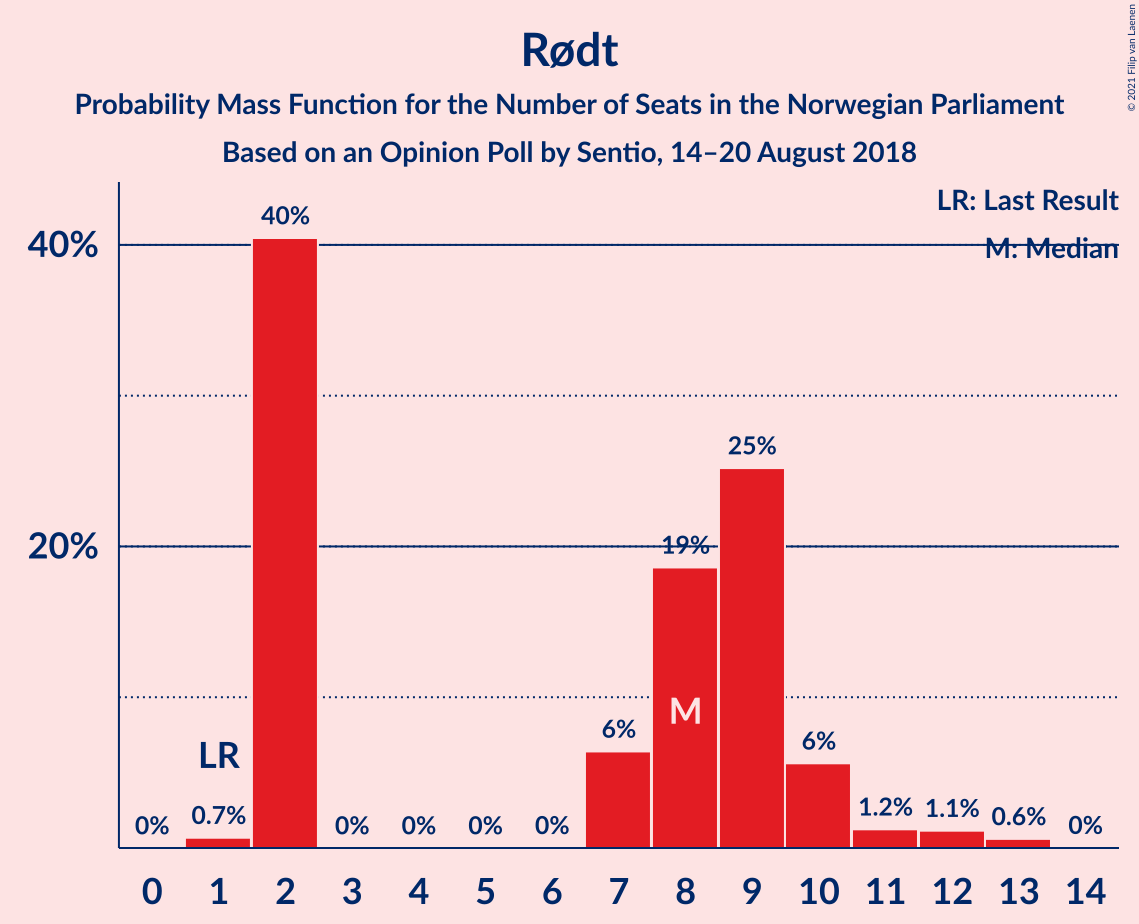 Rødt
Probability Mass Function for the Number of Seats in the Norwegian Parliament
Based on an Opinion Poll by Sentio, 14–20 August 2018
© 2021 Filip van Laenen
LR: Last Result
M: Median
40%
20%
0%
0.7%
40%
0%
0%
0%
0%
6%
19%
25%
6%
1.2%
1.1%
0.6%
0%
LR
M
0 1 2 3 4 5 6 7 8 9 10 11 12 13 14